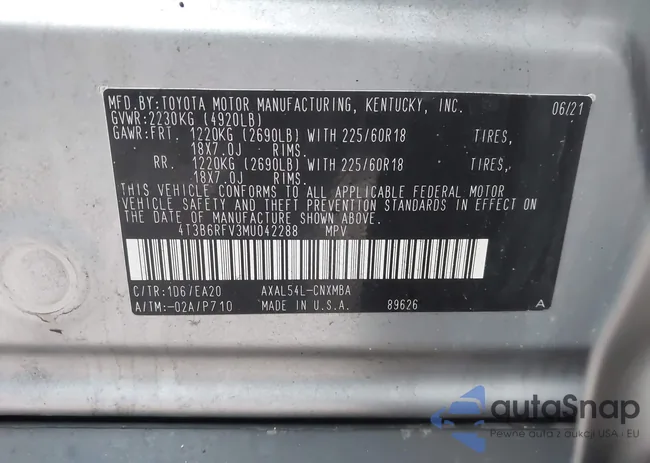 MFD.BY:TOYOTA MOTOR MANUFACTURING, KENTUCKY, INC. 06/21
GVWR:2230KG (4920LB)
GAWR:FRT. 1220KG (2690LB) WITH 225/60R18 TIRES,
18X7.0J RIMS.
RR. 1220KG (2690LB) WITH 225/60R18 TIRES,
18X7.0J RIMS.
THIS VEHICLE CONFORMS TO ALL APPLICABLE FEDERAL MOTOR
VEHICLE SAFETY AND THEFT PREVENTION STANDARDS IN EFFECT ON
THE DATE OF MANUFACTURE SHOWN ABOVE.
4T3B6RFV3MU042288 MPV
C/TR:1D6/EA20 AXAL54L-CNXMBA
A/TM:-02A/P710 MADE IN U.S.A. 89626 A
autoSnap
Pewne auta z aukcji USA i EU